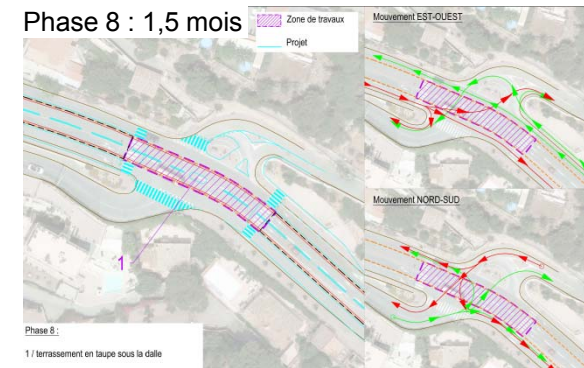 Phase 8 : 1,5 mois
Zone de travaux
Projet
Mouvement EST-OUEST
Mouvement NORD-SUD
1
Phase 8 :
1 / terrassement en taupe sous la dalle